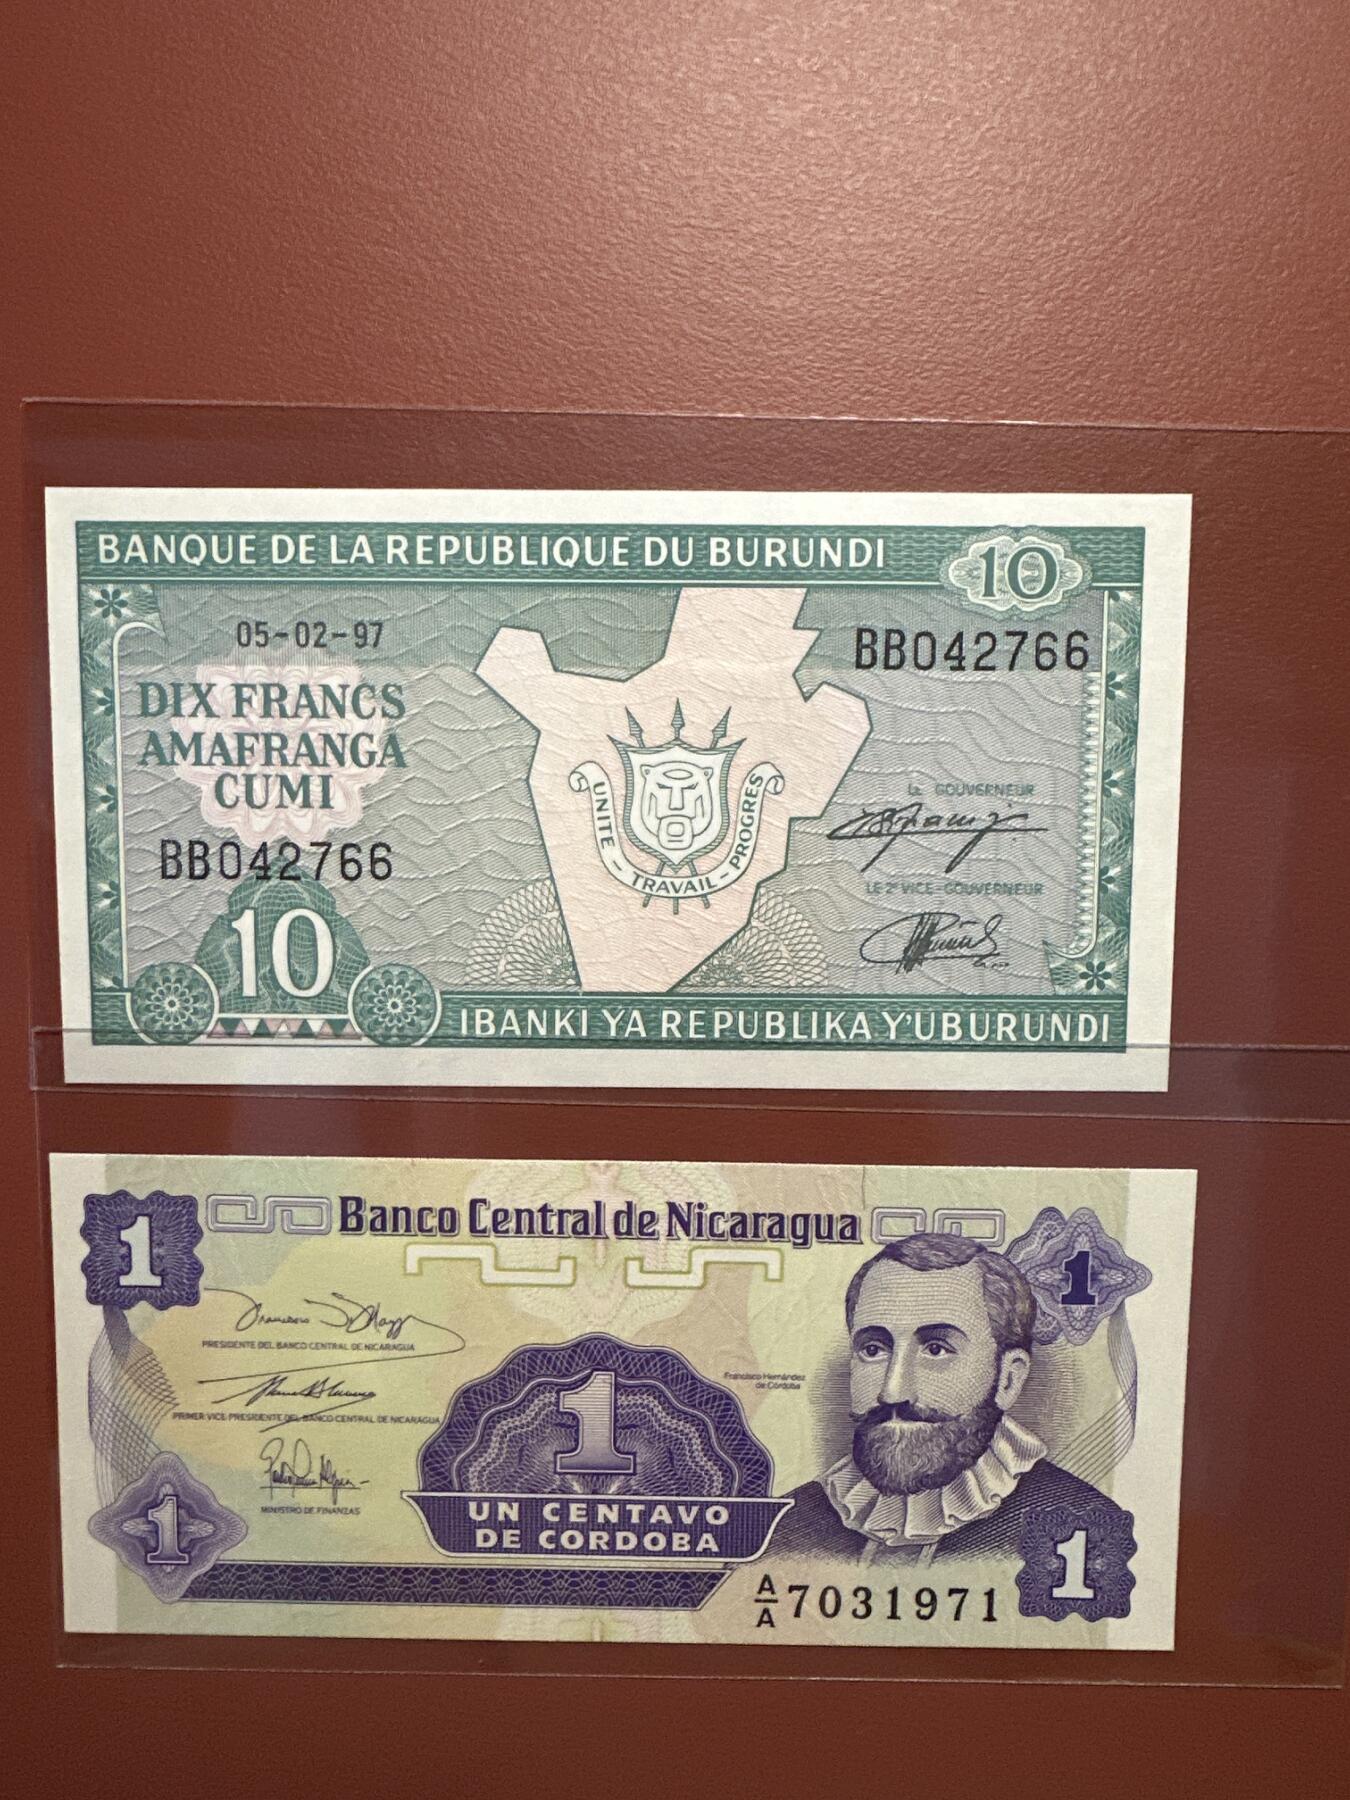 BANQUE DE LA REPUBLIQUE DU BURUNDI
10
05-02-97
BB042766
DIX FRANCS
AMAFRANGA
CUMI
UNITE - TRAVAIL - PROGRES
LE GOUVERNEUR
BB042766
LE 2e VICE-GOUVERNEUR
10
IBANKI YA REPUBLIKA Y'UBURUNDI
1
Banco Central de Nicaragua
1
PRESIDENTE DEL BANCO CENTRAL DE NICARAGUA
Francisco Hernández
de Córdoba
1
PRIMER VICE PRESIDENTE DEL BANCO CENTRAL DE NICARAGUA
MINISTRO DE FINANZAS
1
UN CENTAVO
DE CORDOBA
A/A 7031971
1